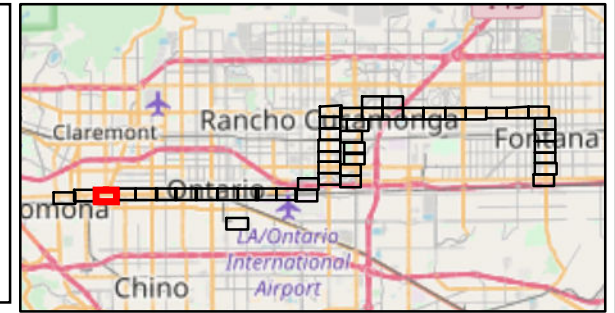 Claremont
Rancho Cucamonga
Fontana
Ontario
omona
LA/Ontario
International
Airport
Chino